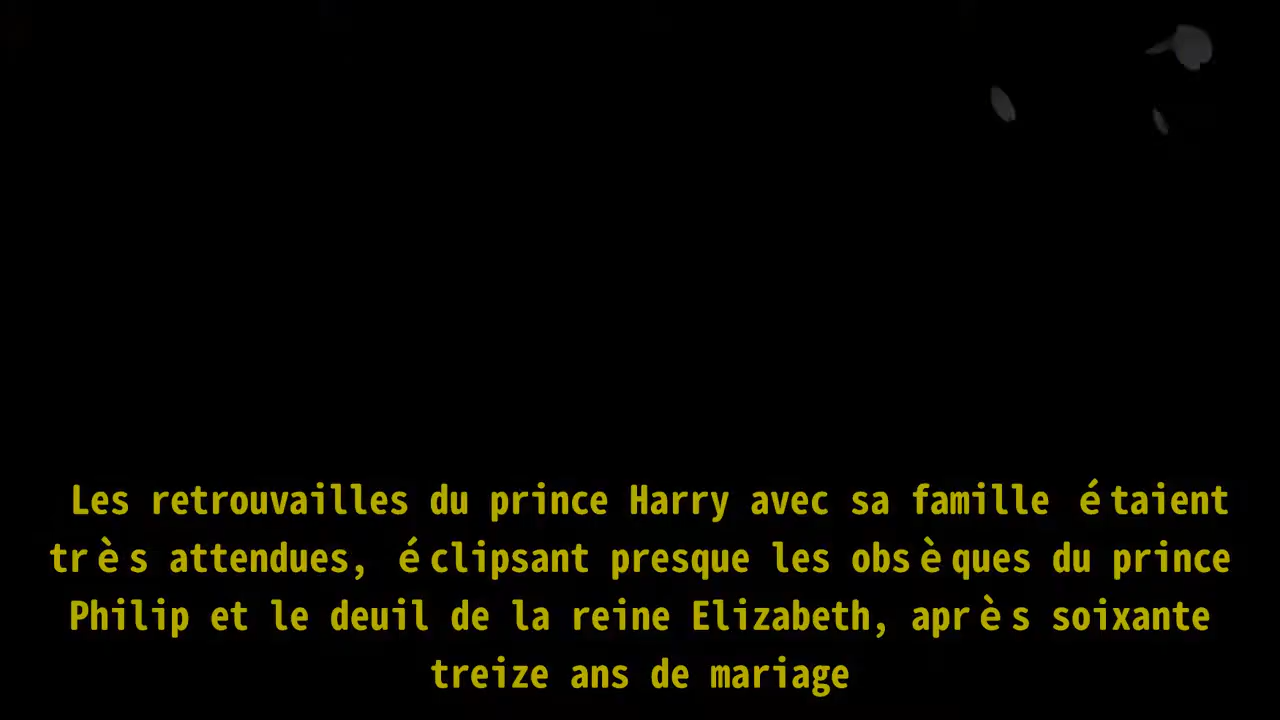 Les retrouvailles du prince Harry avec sa famille étaient
très attendues, éclipsant presque les obsèques du prince
Philip et le deuil de la reine Elizabeth, après soixante
treize ans de mariage